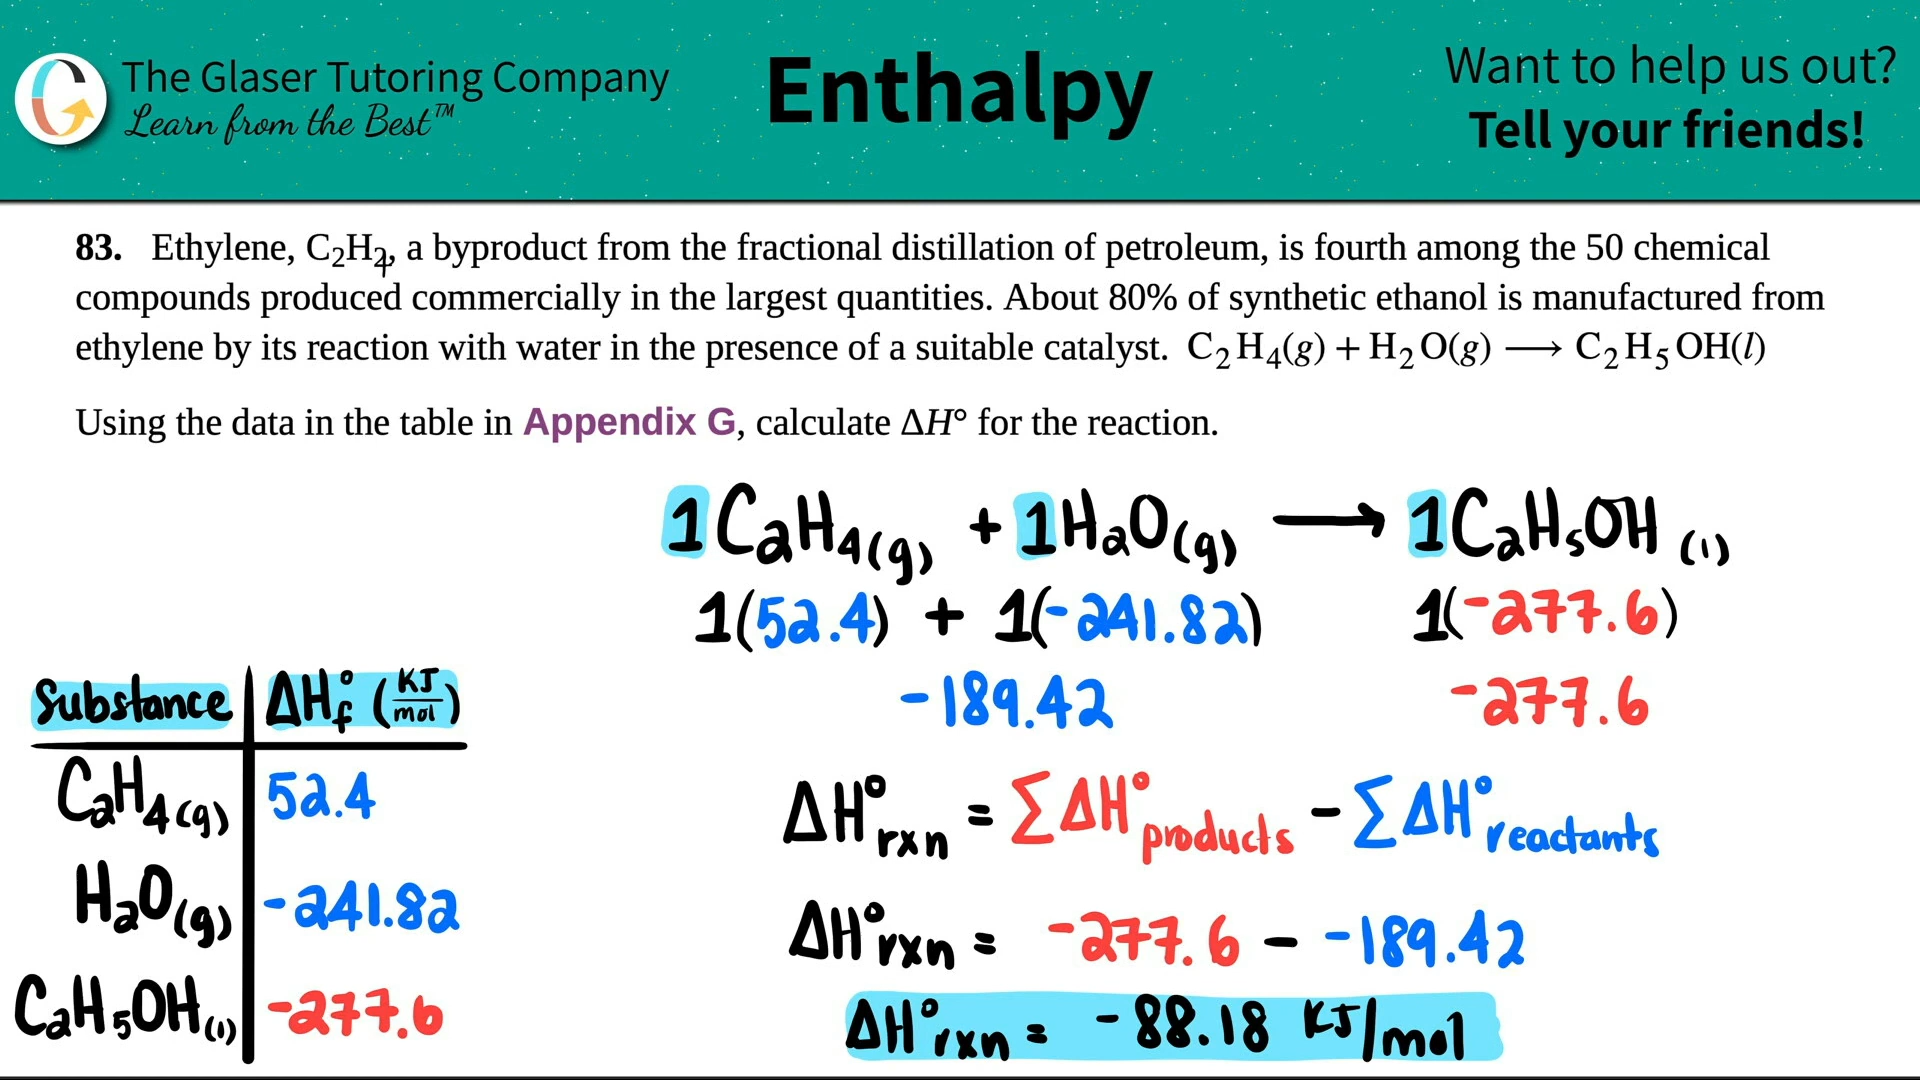 The Glaser Tutoring Company
Learn from the Best™
Enthalpy
Want to help us out?
Tell your friends!
83. Ethylene, C₂H₄, a byproduct from the fractional distillation of petroleum, is fourth among the 50 chemical
compounds produced commercially in the largest quantities. About 80% of synthetic ethanol is manufactured from
ethylene by its reaction with water in the presence of a suitable catalyst. C₂H₄(g) + H₂O(g) ⟶ C₂H₅OH(l)
Using the data in the table in Appendix G, calculate ΔH° for the reaction.
1C₂H₄(g) + 1H₂O(g) ⟶ 1C₂H₅OH(l)
1(52.4) + 1(-241.82) 1(-277.6)
-189.42 -277.6
Substance ΔH°f (KJ/mol)
C₂H₄(g) 52.4
H₂O(g) -241.82
C₂H₅OH(l) -277.6
ΔH°rxn = ΣΔH°products - ΣΔH°reactants
ΔH°rxn = -277.6 - -189.42
ΔH°rxn = -88.18 KJ/mol